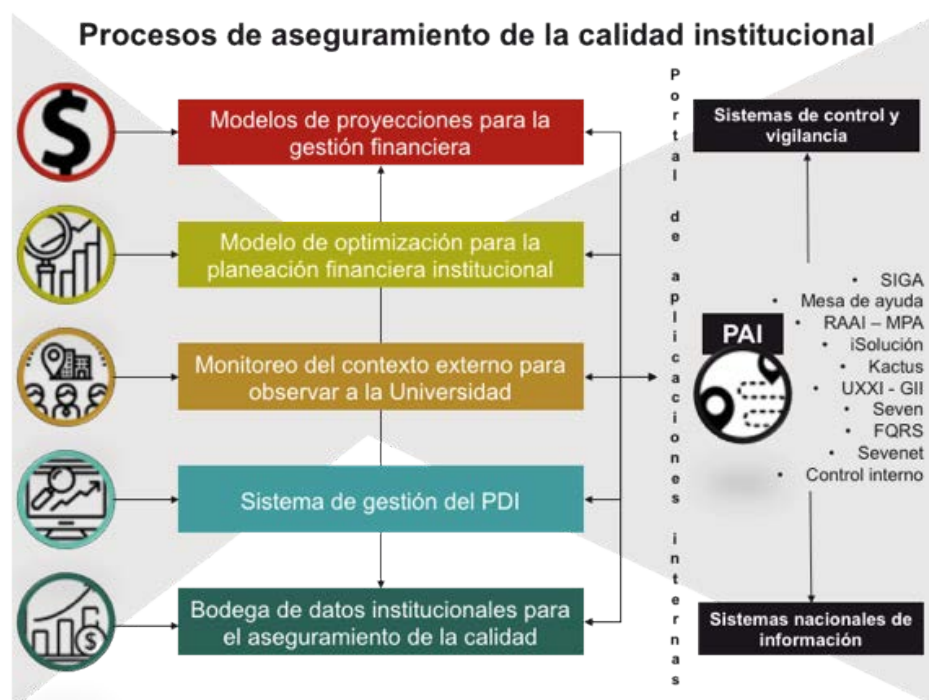 Procesos de aseguramiento de la calidad institucional
Modelos de proyecciones para la
gestión financiera
Modelo de optimización para la
planeación financiera institucional
Monitoreo del contexto externo para
observar a la Universidad
Sistema de gestión del PDI
Bodega de datos institucionales para
el aseguramiento de la calidad
Portal de aplicaciones internas
Sistemas de control y
vigilancia
PAI
• SIGA
• Mesa de ayuda
• RAAI – MPA
• iSolución
• Kactus
• UXXI - GII
• Seven
• FQRS
• Sevenet
• Control interno
Sistemas nacionales de
información